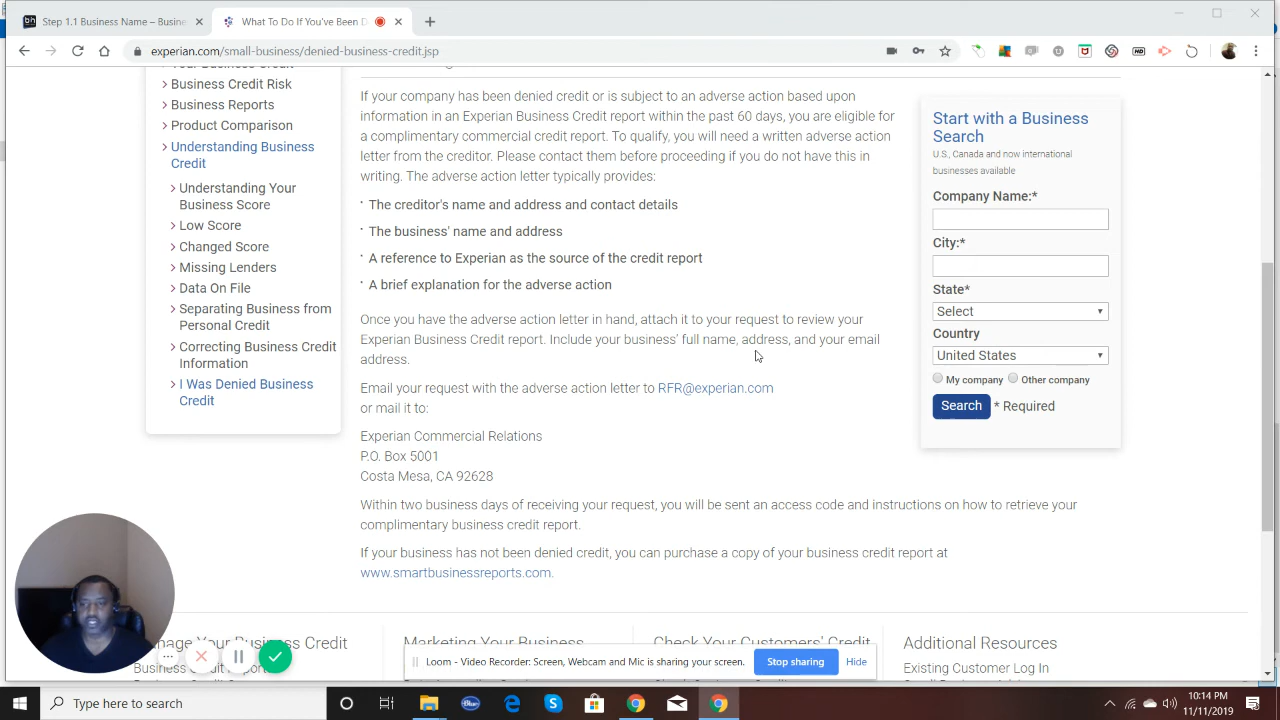 Step 1.1 Business Name – Busine
What To Do If You've Been D
experian.com/small-business/denied-business-credit.jsp
Business Credit Risk
Business Reports
Product Comparison
Understanding Business
Credit
Understanding Your
Business Score
Low Score
Changed Score
Missing Lenders
Data On File
Separating Business from
Personal Credit
Correcting Business Credit
Information
I Was Denied Business
Credit
If your company has been denied credit or is subject to an adverse action based upon
information in an Experian Business Credit report within the past 60 days, you are eligible for
a complimentary commercial credit report. To qualify, you will need a written adverse action
letter from the creditor. Please contact them before proceeding if you do not have this in
writing. The adverse action letter typically provides:
The creditor's name and address and contact details
The business' name and address
A reference to Experian as the source of the credit report
A brief explanation for the adverse action
Once you have the adverse action letter in hand, attach it to your request to review your
Experian Business Credit report. Include your business' full name, address, and your email
address.
Email your request with the adverse action letter to RFR@experian.com
or mail it to:
Experian Commercial Relations
P.O. Box 5001
Costa Mesa, CA 92628
Within two business days of receiving your request, you will be sent an access code and instructions on how to retrieve your
complimentary business credit report.
If your business has not been denied credit, you can purchase a copy of your business credit report at
www.smartbusinessreports.com.
Start with a Business
Search
U.S., Canada and now international
businesses available
Company Name:*
City:*
State*
Select
Country
United States
My company Other company
Search * Required
Your Business Credit
Marketing Your Business
Check Your Customers' Credit
Additional Resources
Existing Customer Log In
Loom - Video Recorder: Screen, Webcam and Mic is sharing your screen.
Stop sharing
Hide
Type here to search
10:14 PM
11/11/2019